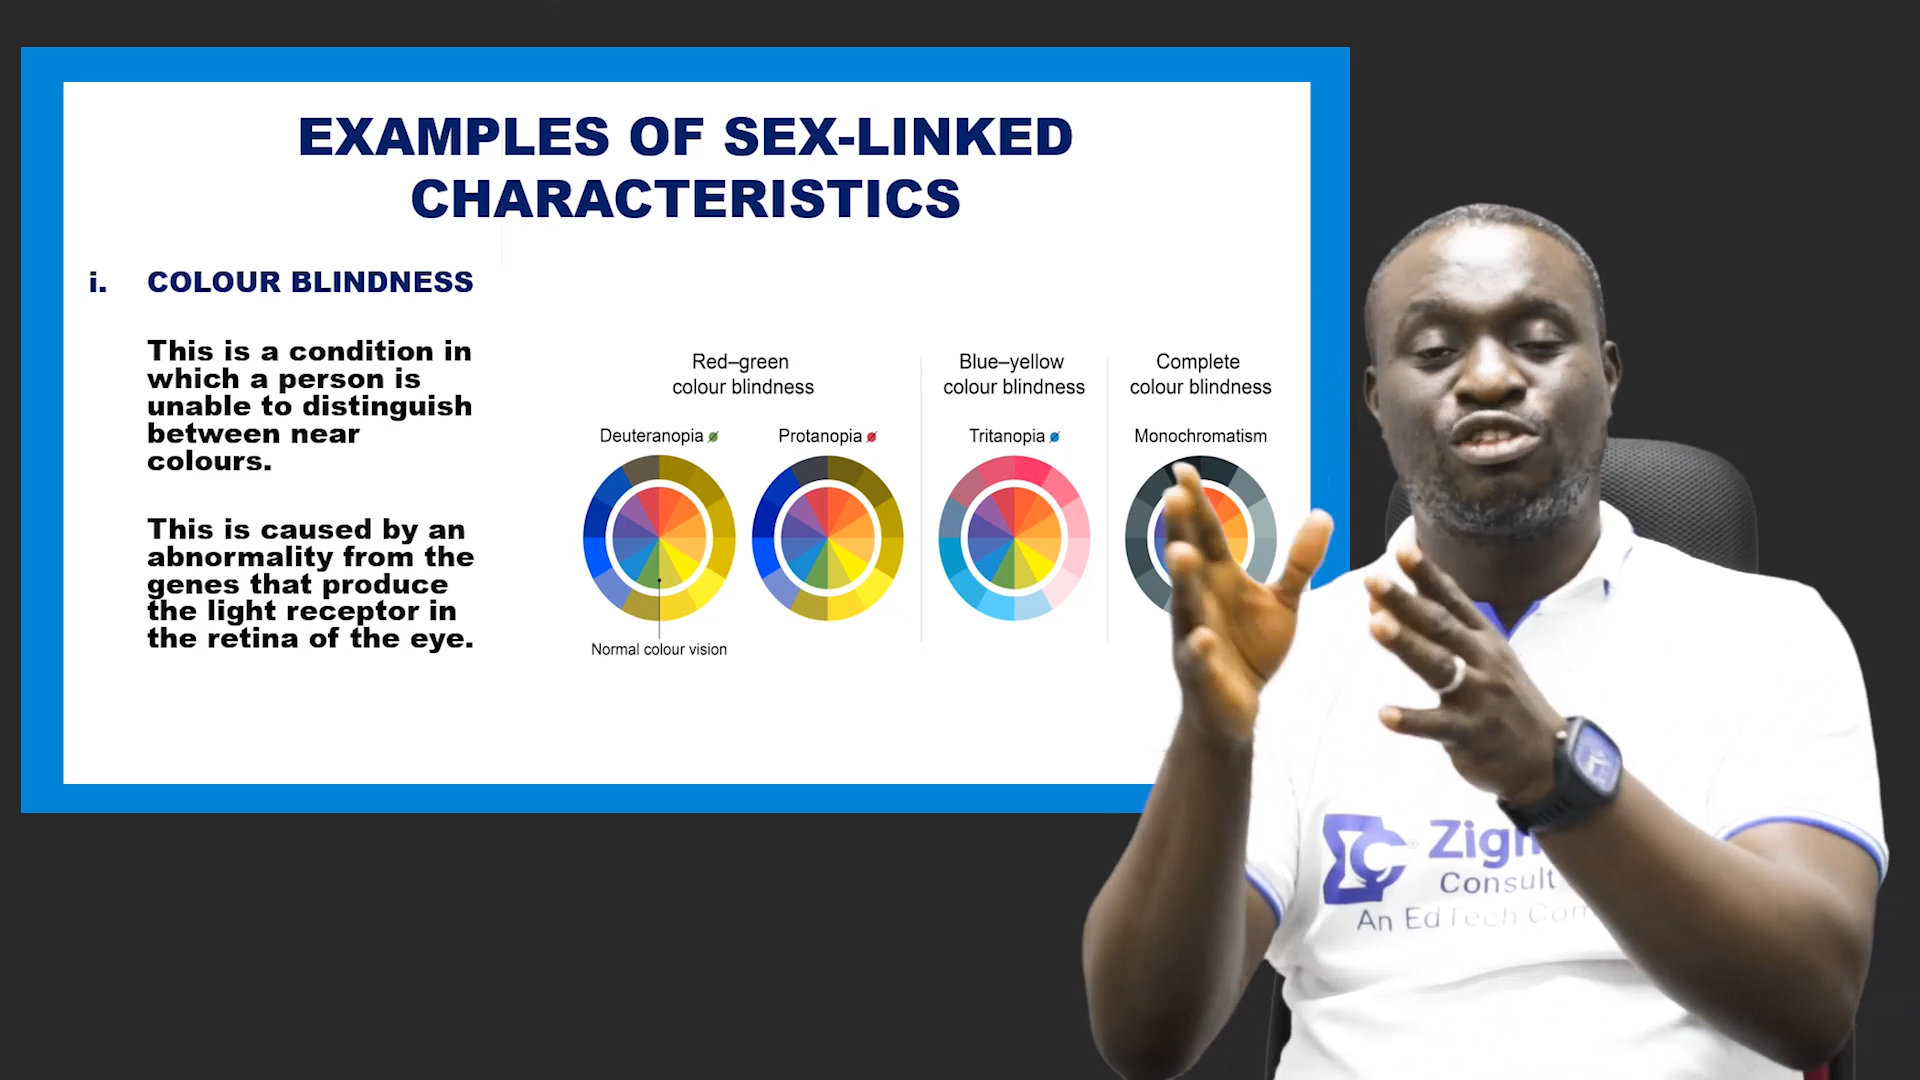 EXAMPLES OF SEX-LINKED
CHARACTERISTICS
i. COLOUR BLINDNESS
This is a condition in
which a person is
unable to distinguish
between near
colours.
This is caused by an
abnormality from the
genes that produce
the light receptor in
the retina of the eye.
Red–green
colour blindness
Blue–yellow
colour blindness
Complete
colour blindness
Deuteranopia
Protanopia
Tritanopia
Monochromatism
Normal colour vision
Consult
An EdTech